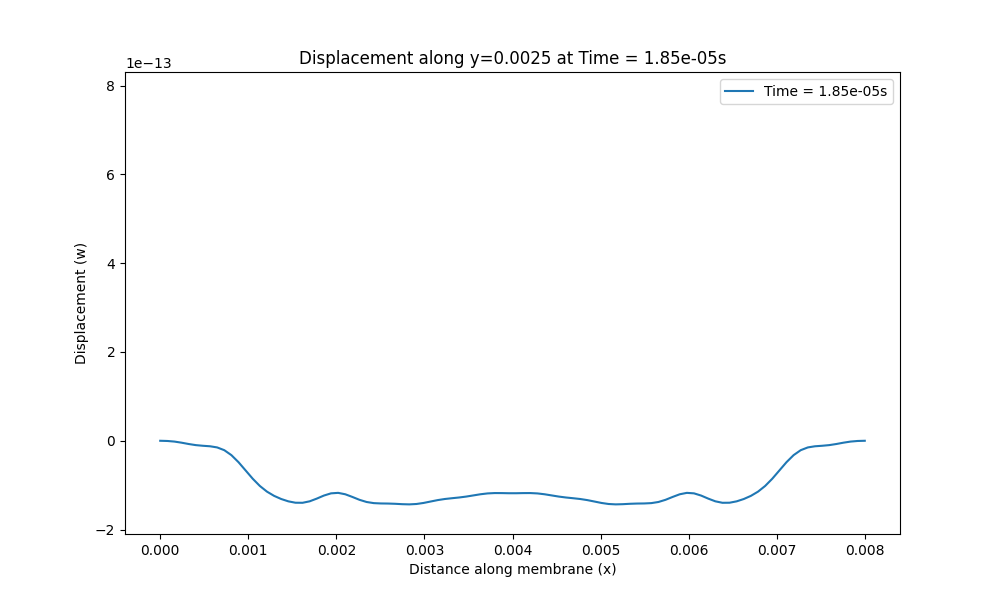 Displacement along y=0.0025 at Time = 1.85e-05s
1e−13
Time = 1.85e-05s
8
6
4
2
0
−2
Displacement (w)
0.000 0.001 0.002 0.003 0.004 0.005 0.006 0.007 0.008
Distance along membrane (x)